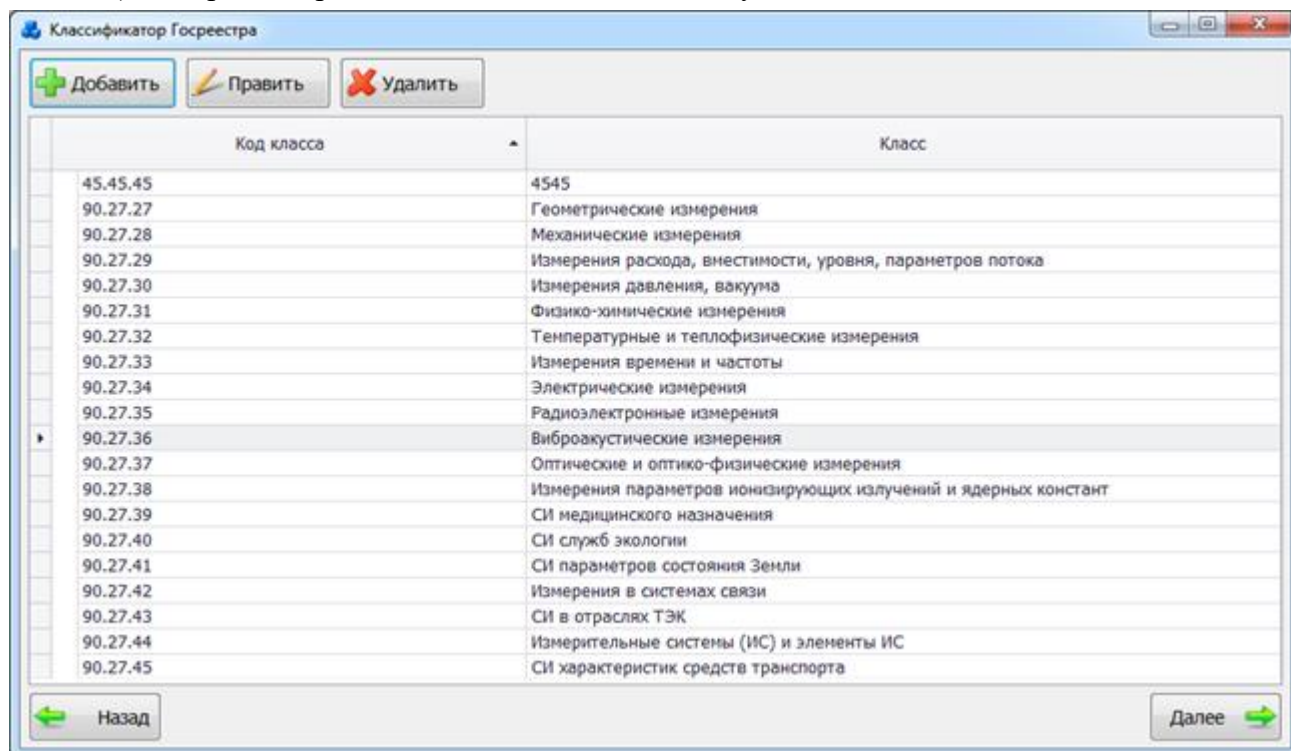 Классификатор Госреестра
Добавить Править Удалить
Код класса Класс
45.45.45 4545
90.27.27 Геометрические измерения
90.27.28 Механические измерения
90.27.29 Измерения расхода, вместимости, уровня, параметров потока
90.27.30 Измерения давления, вакуума
90.27.31 Физико-химические измерения
90.27.32 Температурные и теплофизические измерения
90.27.33 Измерения времени и частоты
90.27.34 Электрические измерения
90.27.35 Радиоэлектронные измерения
90.27.36 Виброакустические измерения
90.27.37 Оптические и оптико-физические измерения
90.27.38 Измерения параметров ионизирующих излучений и ядерных констант
90.27.39 СИ медицинского назначения
90.27.40 СИ служб экологии
90.27.41 СИ параметров состояния Земли
90.27.42 Измерения в системах связи
90.27.43 СИ в отраслях ТЭК
90.27.44 Измерительные системы (ИС) и элементы ИС
90.27.45 СИ характеристик средств транспорта
Назад Далее